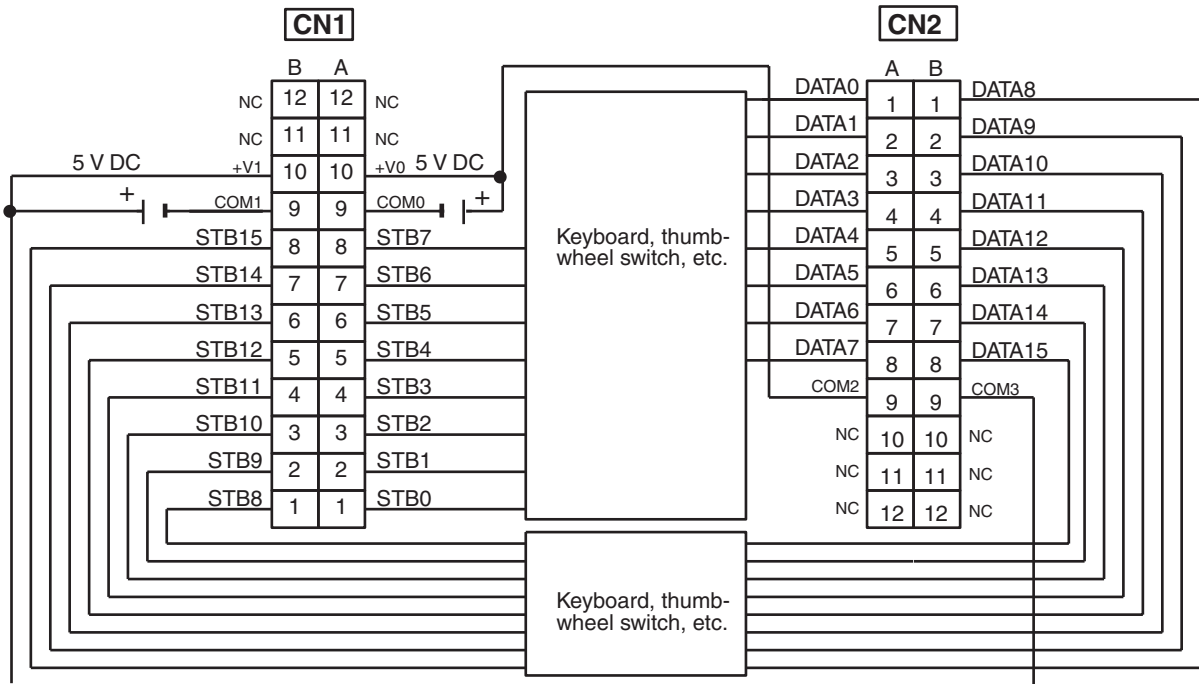 CN1
CN2
B A
A B
NC 12 12 NC
NC 11 11 NC
5 V DC +V1 10 10 +V0 5 V DC
+ COM1 9 9 COM0 +
STB15 8 8 STB7
STB14 7 7 STB6
STB13 6 6 STB5
STB12 5 5 STB4
STB11 4 4 STB3
STB10 3 3 STB2
STB9 2 2 STB1
STB8 1 1 STB0
Keyboard, thumb-
wheel switch, etc.
DATA0 1 1 DATA8
DATA1 2 2 DATA9
DATA2 3 3 DATA10
DATA3 4 4 DATA11
DATA4 5 5 DATA12
DATA5 6 6 DATA13
DATA6 7 7 DATA14
DATA7 8 8 DATA15
COM2 9 9 COM3
NC 10 10 NC
NC 11 11 NC
NC 12 12 NC
Keyboard, thumb-
wheel switch, etc.